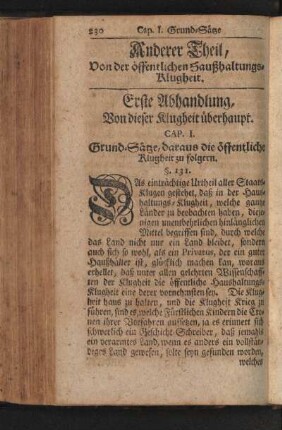 230 Cap. I. Grund-Sätze
Anderer Theil,
Von der öffentlichen Haußhaltungs-
Klugheit.
Erste Abhandlung,
Von dieser Klugheit überhaupt.
CAP. I.
Grund-Sätze, daraus die öffentliche
Klugheit zu folgern.
§. 131.
DAs einträchtige Urtheil aller Staats-
Klugen gestehet, daß in der Hauß-
haltungs-Klugheit, welche gantze
Länder zu beobachten haben, dieje-
nigen unentbehrlichen hinlänglichen
Mittel begriffen sind, durch welche
das Land nicht nur ein Land bleibet, sondern
auch sich so wohl, als ein Privatus, der ein gute
Haußhälter ist, glücklich machen kan, woraus
erhellet, daß unter allen gelehrten Wissenschaff-
ten der Klugheit die öffentliche Haußhaltungs-
Klugheit eine derer vornehmsten sey. Die Klug-
heit hauß zu halten, und die Klugheit Krieg zu
führen, sind es, welche Fürstlichen Kindern die Cro-
nen ihrer Vorfahren aufsetzen, ja es erinnert sich
schwerlich ein Geschicht-Schreiber, daß jemahls
ein verarmtes Land, wenn es anders ein vollstän-
diges Land gewesen, solte seyn gefunden worden,
welches